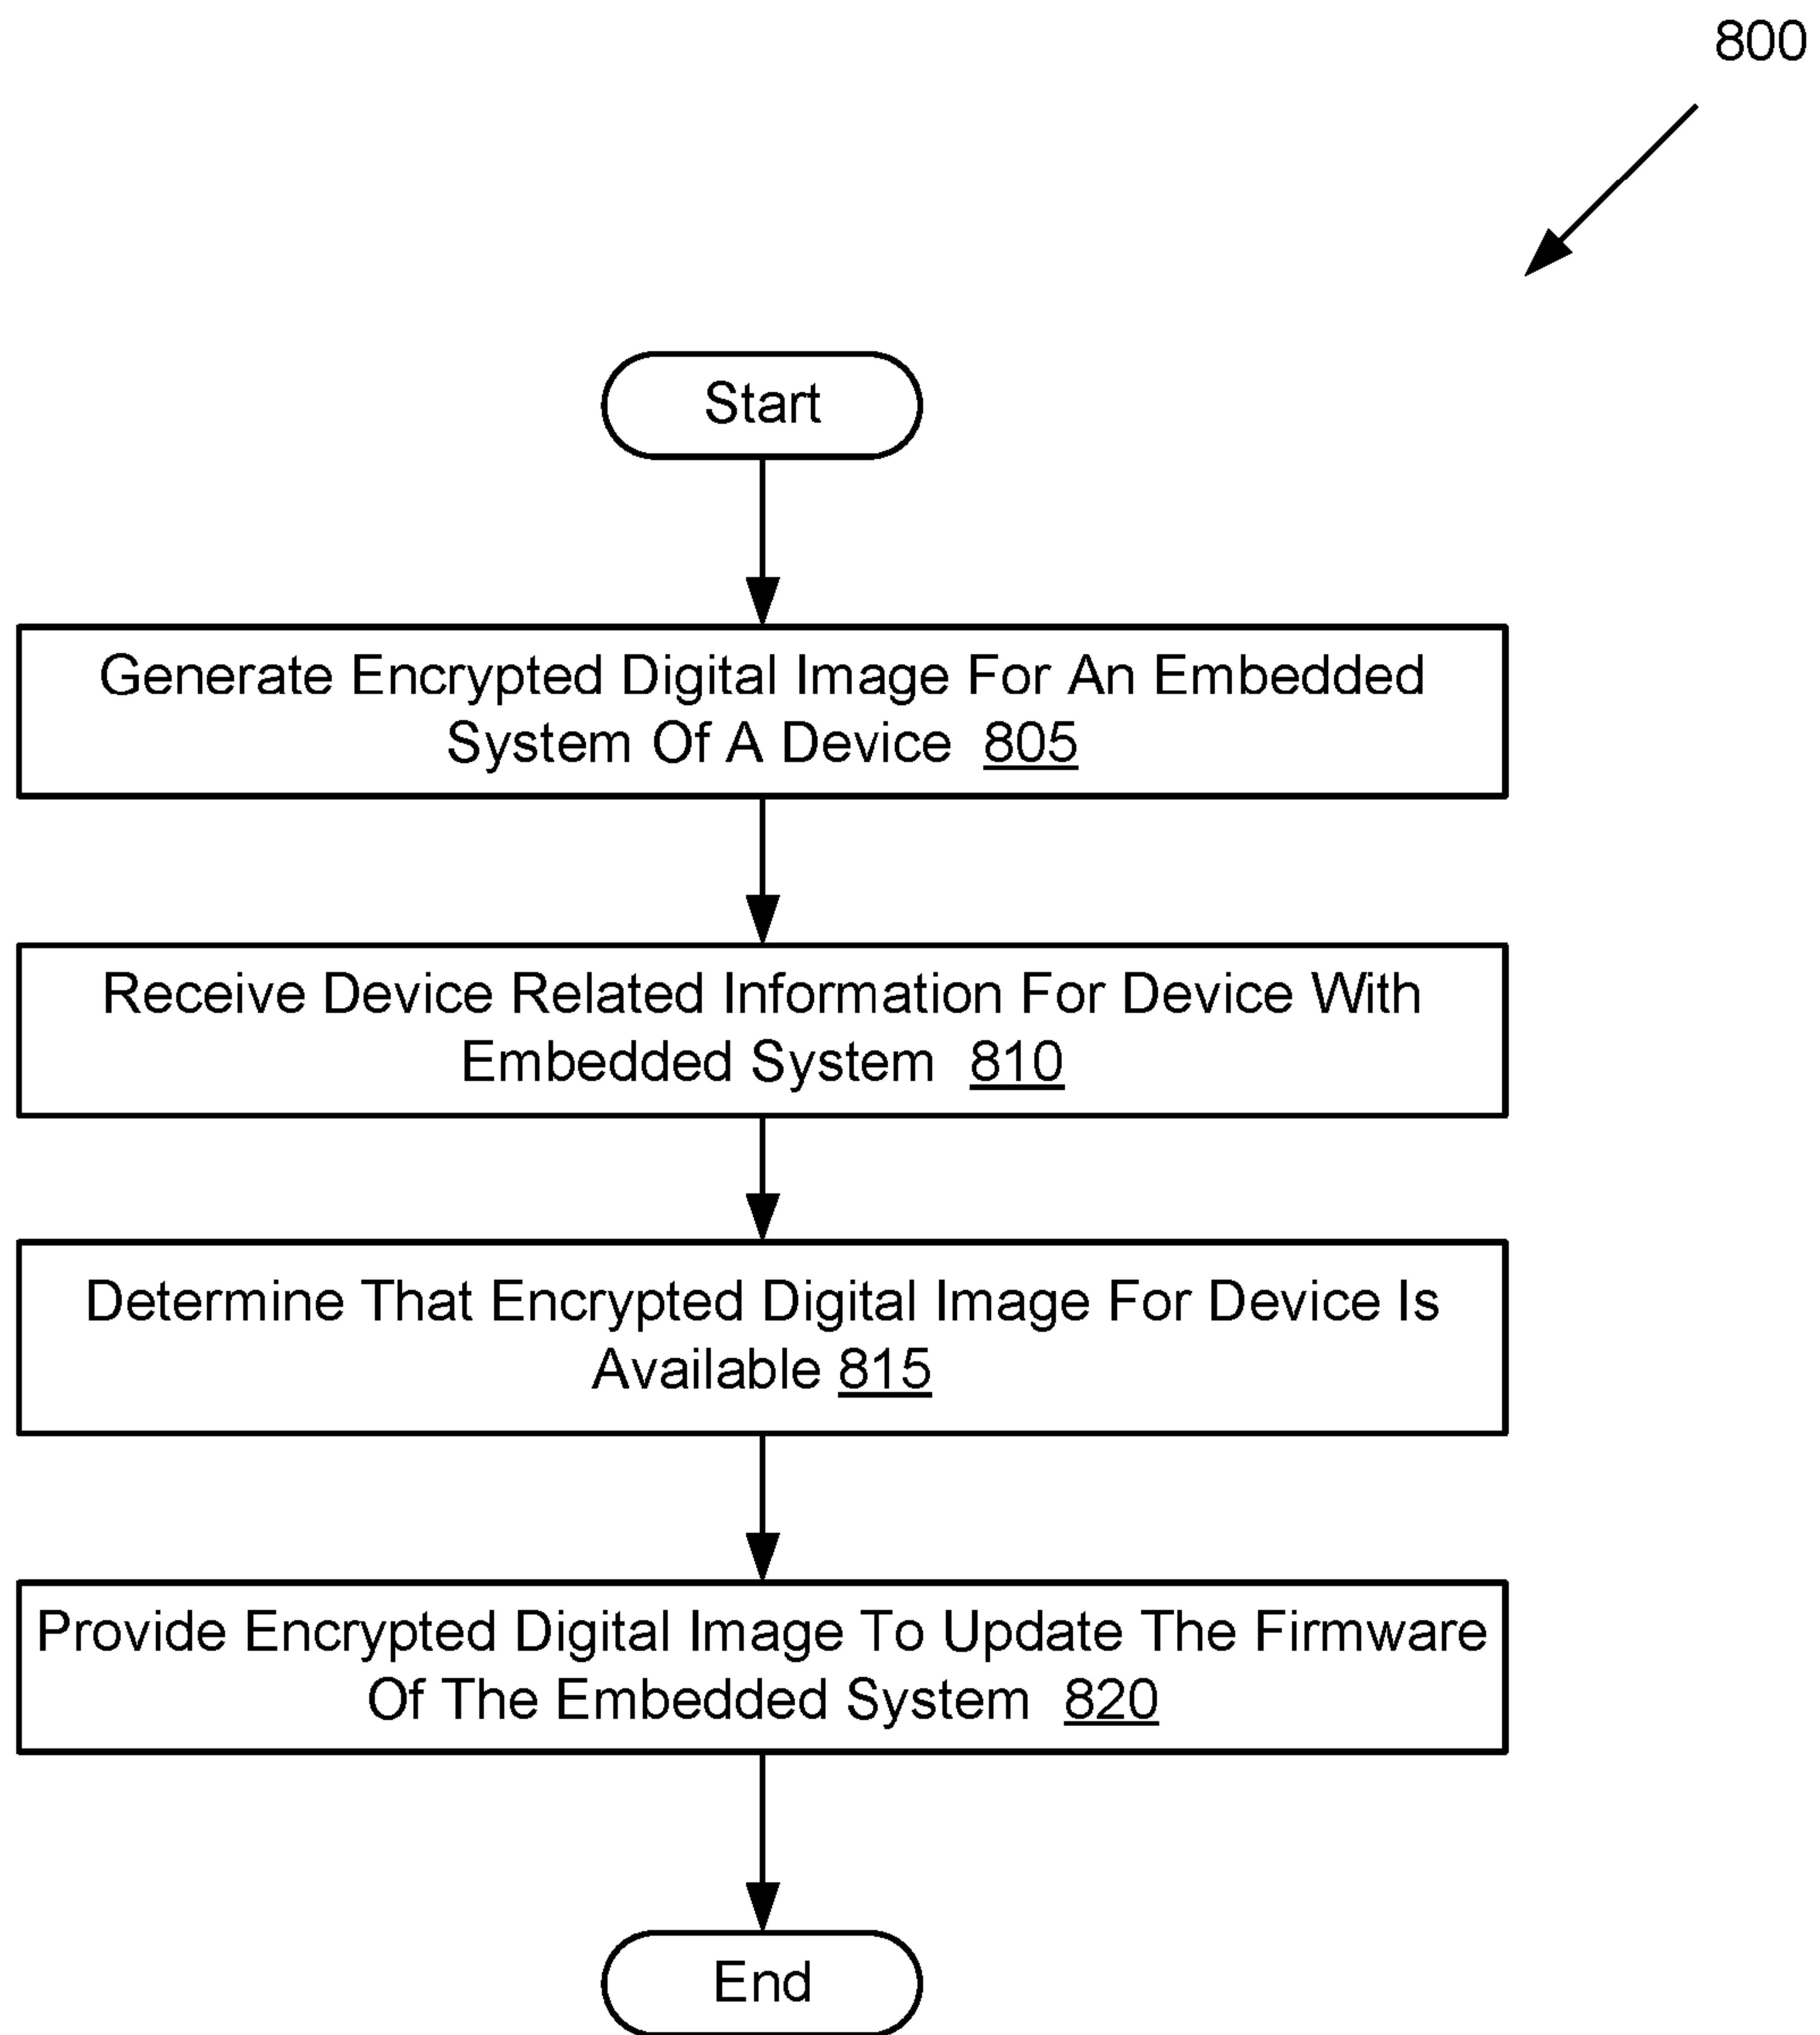 800
Start
Generate Encrypted Digital Image For An Embedded
System Of A Device 805
Receive Device Related Information For Device With
Embedded System 810
Determine That Encrypted Digital Image For Device Is
Available 815
Provide Encrypted Digital Image To Update The Firmware
Of The Embedded System 820
End